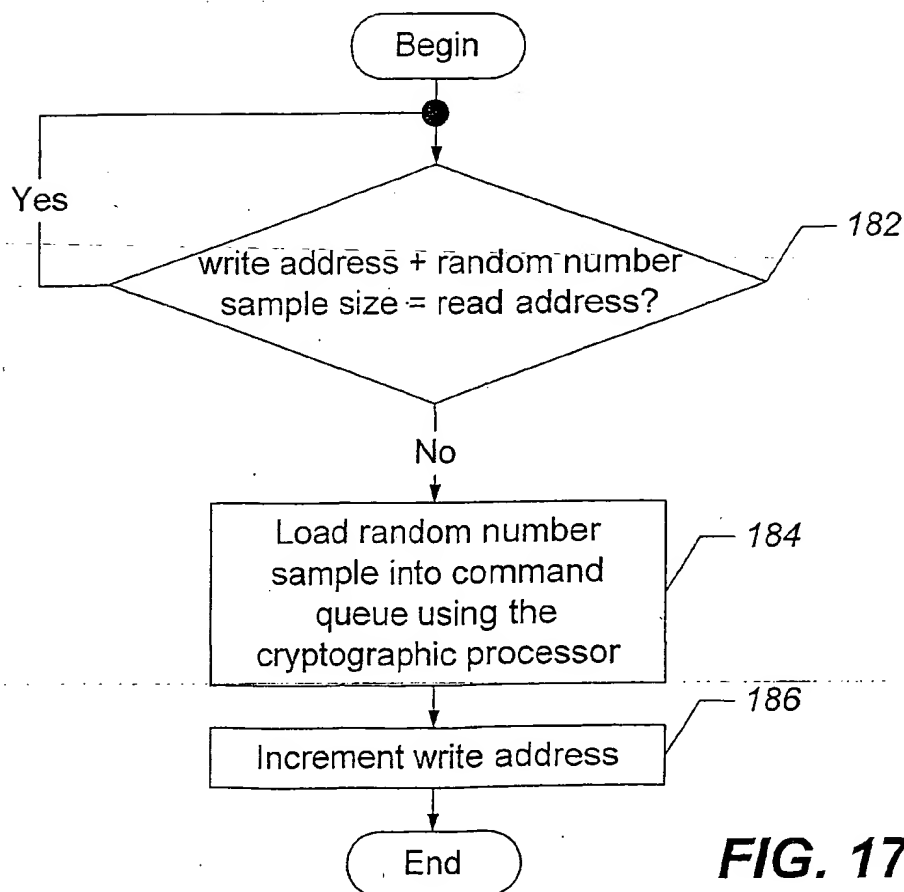 Begin
Yes
write address + random number
sample size = read address?
182
No
Load random number
sample into command
queue using the
cryptographic processor
184
Increment write address
186
End
FIG. 17